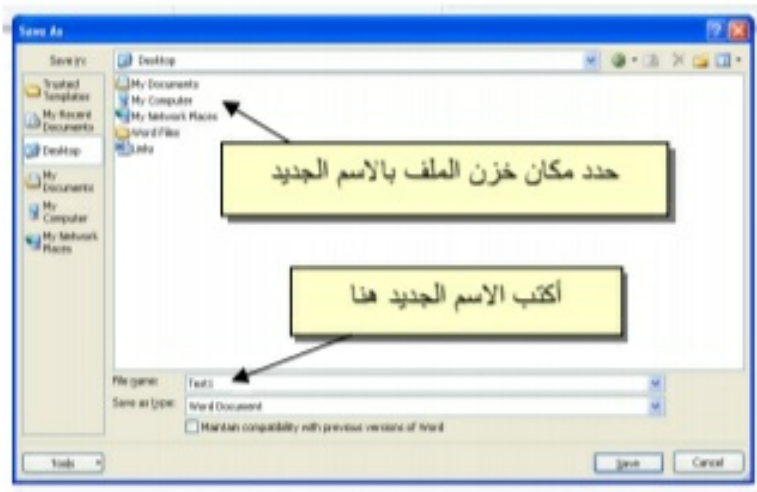 Save As
Save in:
Desktop
Trusted
Templates
My Recent
Documents
Desktop
My
Documents
My
Computer
My Network
Places
My Documents
My Computer
My Network Places
Word Files
Links
حدد مكان خزن الملف بالاسم الجديد
أكتب الاسم الجديد هنا
File name:
Text1
Save as type:
Word Document
Maintain compatibility with previous versions of Word
Tools
Save
Cancel